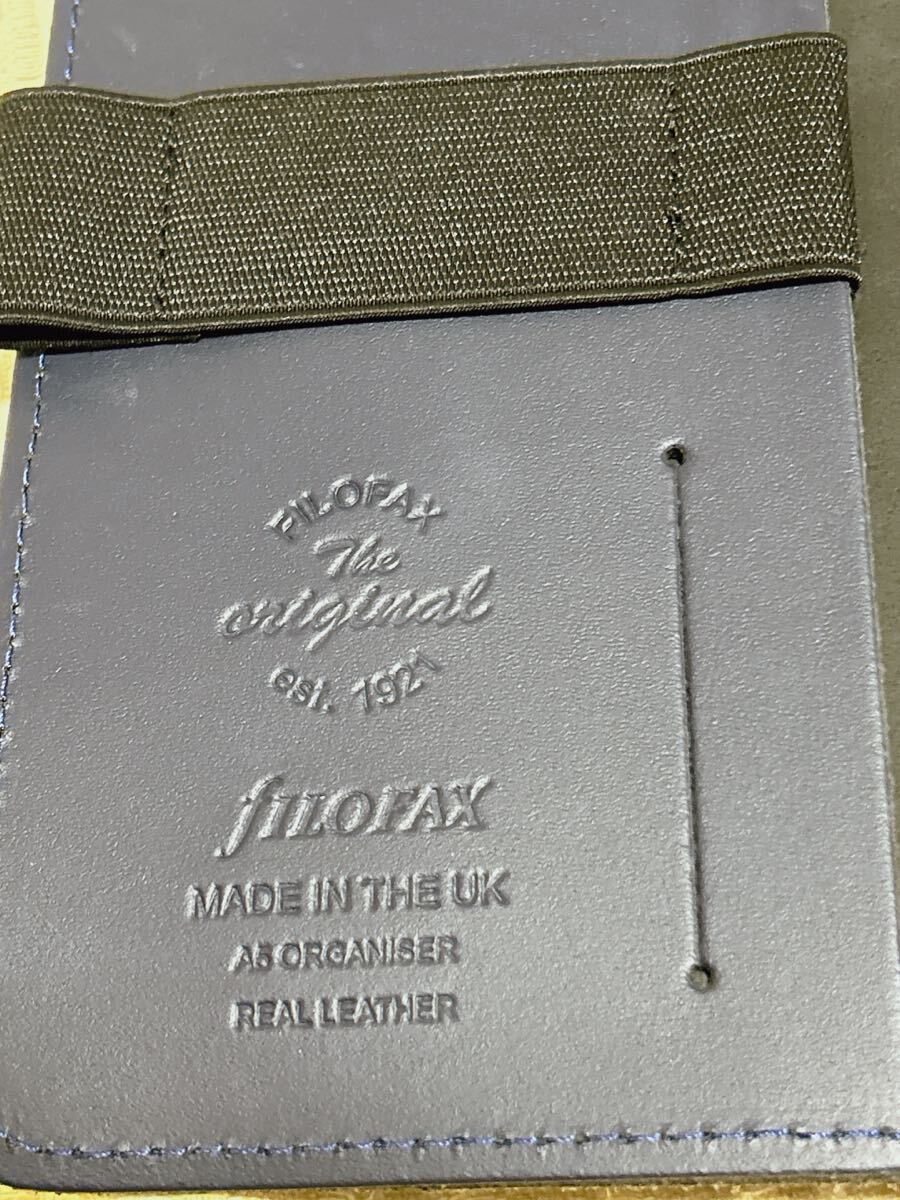 FILOFAX
The
original
est. 1921
fILOFAX
MADE IN THE UK
A5 ORGANISER
REAL LEATHER